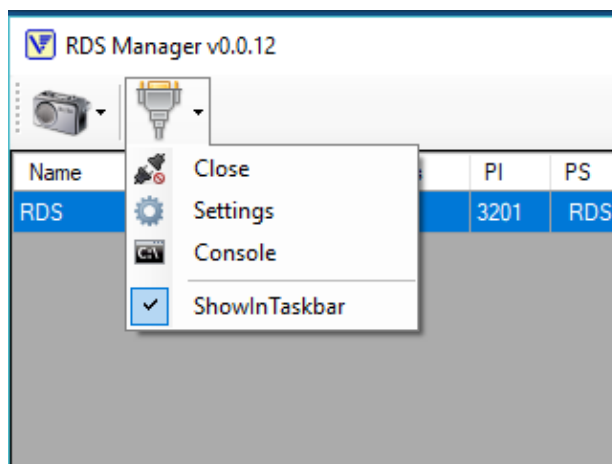 RDS Manager v0.0.12
Name PI PS
RDS 3201 RDS
Close
Settings
C:\
Console
ShowInTaskbar